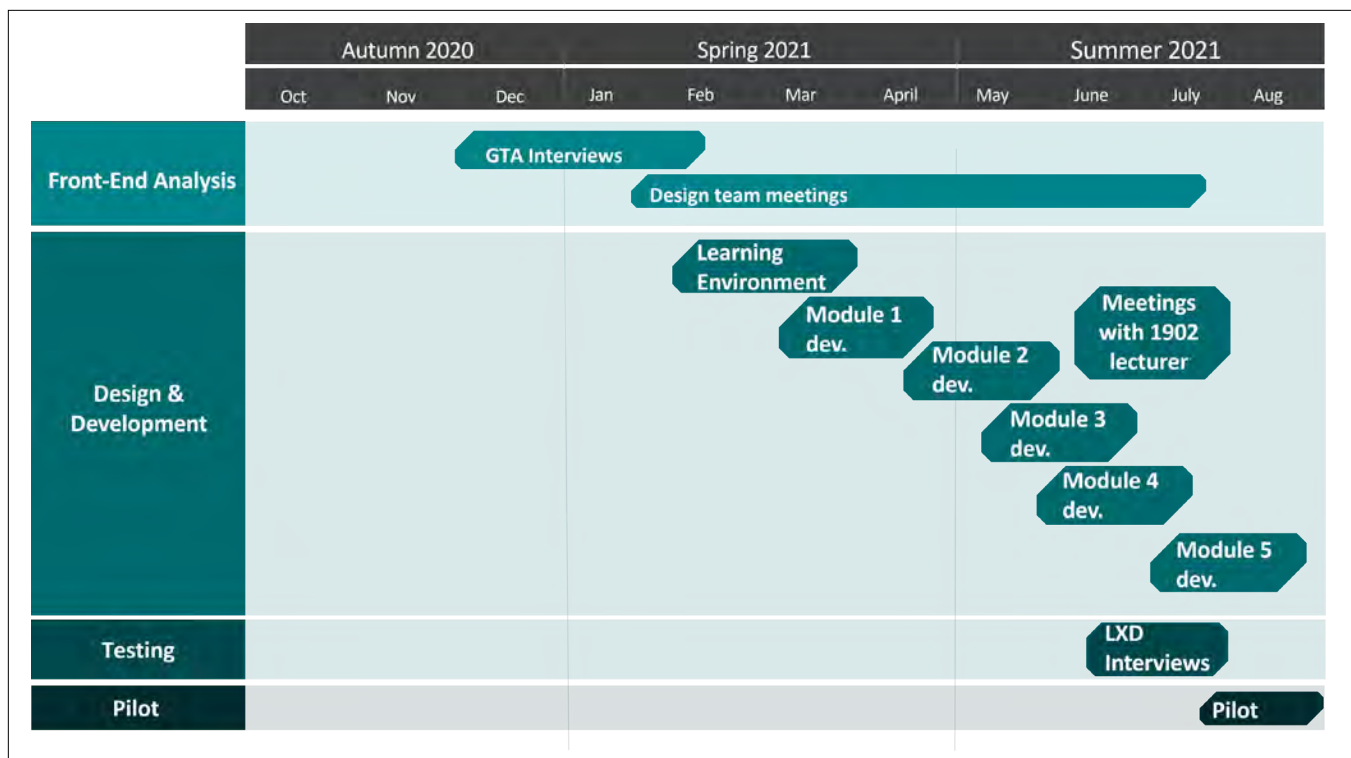 Autumn 2020 Spring 2021 Summer 2021
Oct Nov Dec Jan Feb Mar April May June July Aug
Front-End Analysis
GTA Interviews
Design team meetings
Design &
Development
Learning
Environment
Module 1
dev.
Meetings
with 1902
lecturer
Module 2
dev.
Module 3
dev.
Module 4
dev.
Module 5
dev.
Testing
LXD
Interviews
Pilot
Pilot